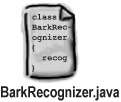 class
BarkRec-
ognizer
{
recog
}
BarkRecognizer.java